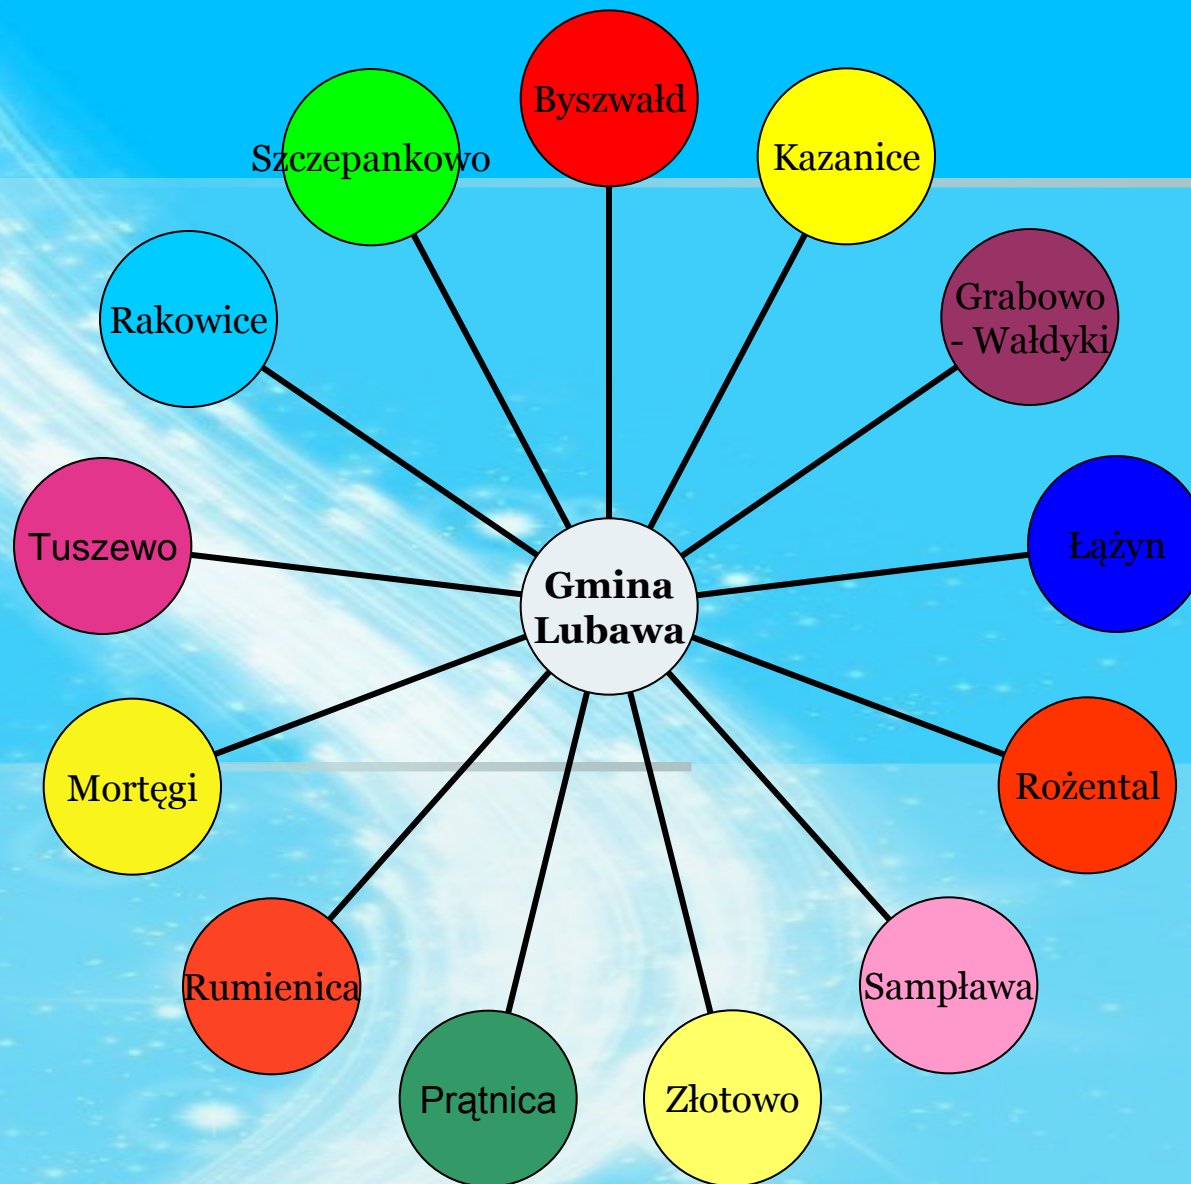 Byszwałd
Kazanice
Szczepankowo
Grabowo
- Wałdyki
Rakowice
Łążyn
Tuszewo
Gmina
Lubawa
Rożental
Mortęgi
Sampława
Rumienica
Złotowo
Prątnica